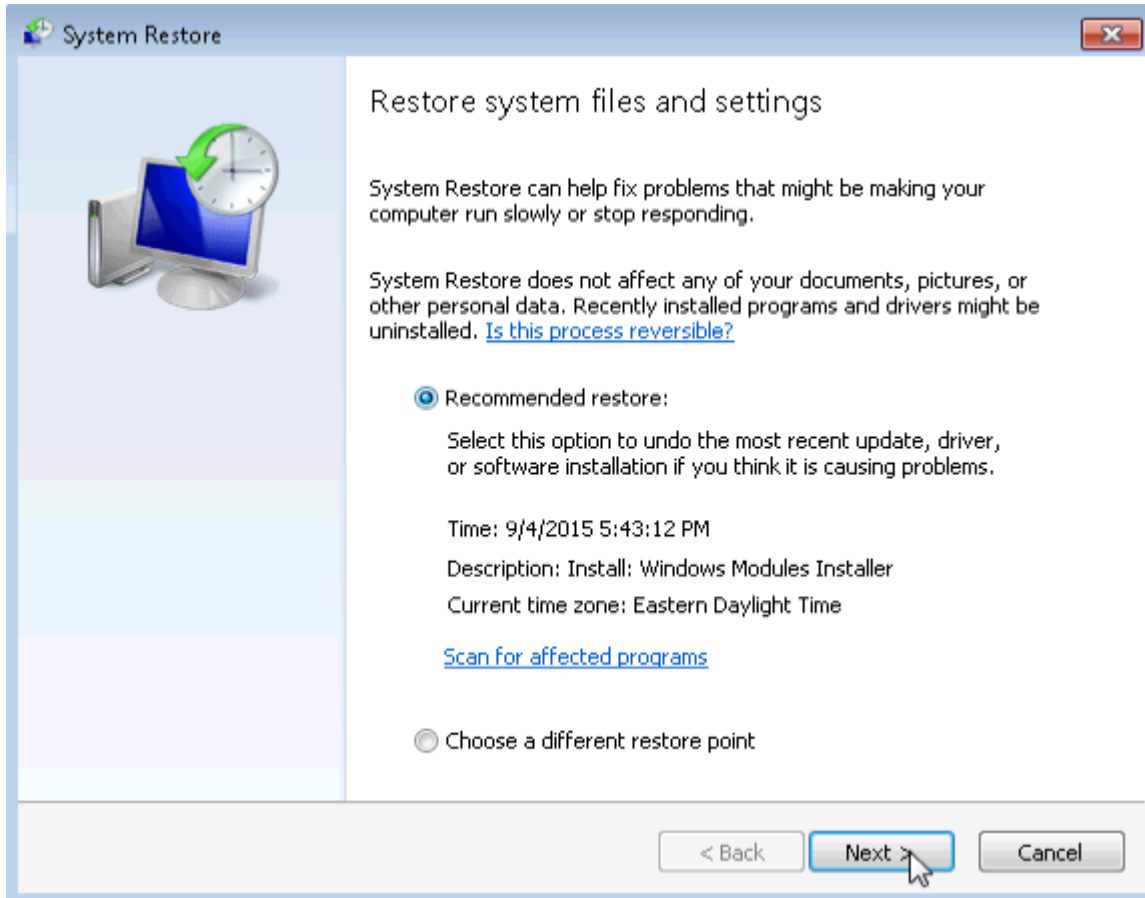 System Restore
Restore system files and settings
System Restore can help fix problems that might be making your
computer run slowly or stop responding.
System Restore does not affect any of your documents, pictures, or
other personal data. Recently installed programs and drivers might be
uninstalled. Is this process reversible?
Recommended restore:
Select this option to undo the most recent update, driver,
or software installation if you think it is causing problems.
Time: 9/4/2015 5:43:12 PM
Description: Install: Windows Modules Installer
Current time zone: Eastern Daylight Time
Scan for affected programs
Choose a different restore point
< Back
Next >
Cancel